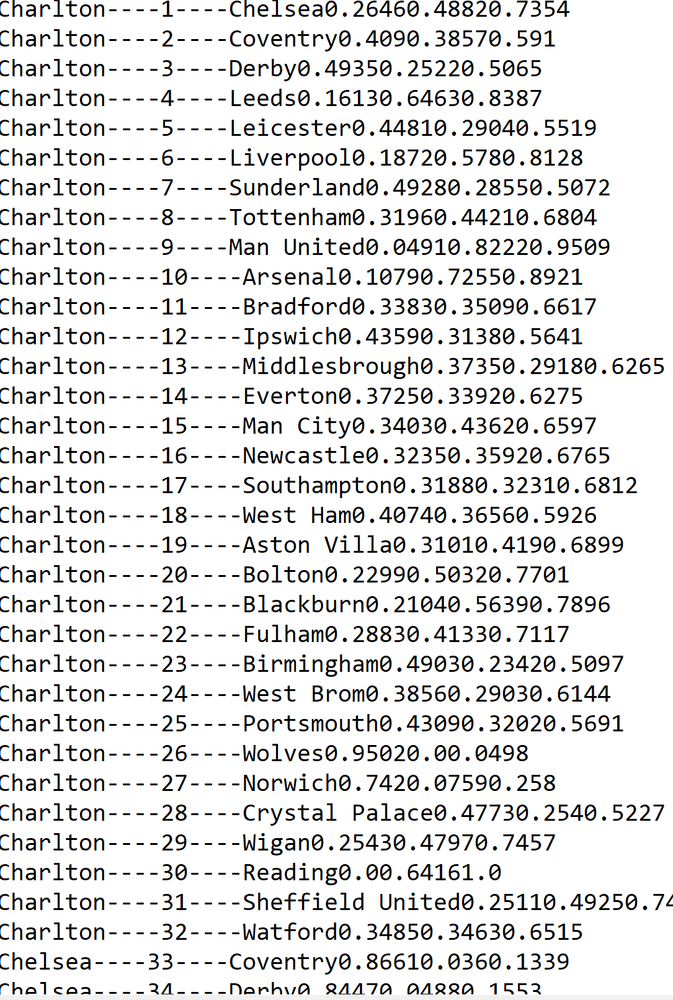 Charlton----1----Chelsea0.26460.48820.7354
Charlton----2----Coventry0.4090.38570.591
Charlton----3----Derby0.49350.25220.5065
Charlton----4----Leeds0.16130.64630.8387
Charlton----5----Leicester0.44810.29040.5519
Charlton----6----Liverpool0.18720.5780.8128
Charlton----7----Sunderland0.49280.28550.5072
Charlton----8----Tottenham0.31960.44210.6804
Charlton----9----Man United0.04910.82220.9509
Charlton----10----Arsenal0.10790.72550.8921
Charlton----11----Bradford0.33830.35090.6617
Charlton----12----Ipswich0.43590.31380.5641
Charlton----13----Middlesbrough0.37350.29180.6265
Charlton----14----Everton0.37250.33920.6275
Charlton----15----Man City0.34030.43620.6597
Charlton----16----Newcastle0.32350.35920.6765
Charlton----17----Southampton0.31880.32310.6812
Charlton----18----West Ham0.40740.36560.5926
Charlton----19----Aston Villa0.31010.4190.6899
Charlton----20----Bolton0.22990.50320.7701
Charlton----21----Blackburn0.21040.56390.7896
Charlton----22----Fulham0.28830.41330.7117
Charlton----23----Birmingham0.49030.23420.5097
Charlton----24----West Brom0.38560.29030.6144
Charlton----25----Portsmouth0.43090.32020.5691
Charlton----26----Wolves0.95020.00.0498
Charlton----27----Norwich0.7420.07590.258
Charlton----28----Crystal Palace0.47730.2540.5227
Charlton----29----Wigan0.25430.47970.7457
Charlton----30----Reading0.00.64161.0
Charlton----31----Sheffield United0.25110.49250.74
Charlton----32----Watford0.34850.34630.6515
Chelsea----33----Coventry0.86610.0360.1339
Chelsea----34----Derby0.84470.04880.1553